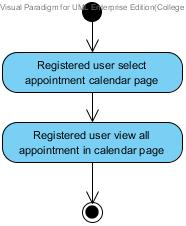 Visual Paradigm for UML Enterprise Edition(College
Registered user select
appointment calendar page
Registered user view all
appointment in calendar page